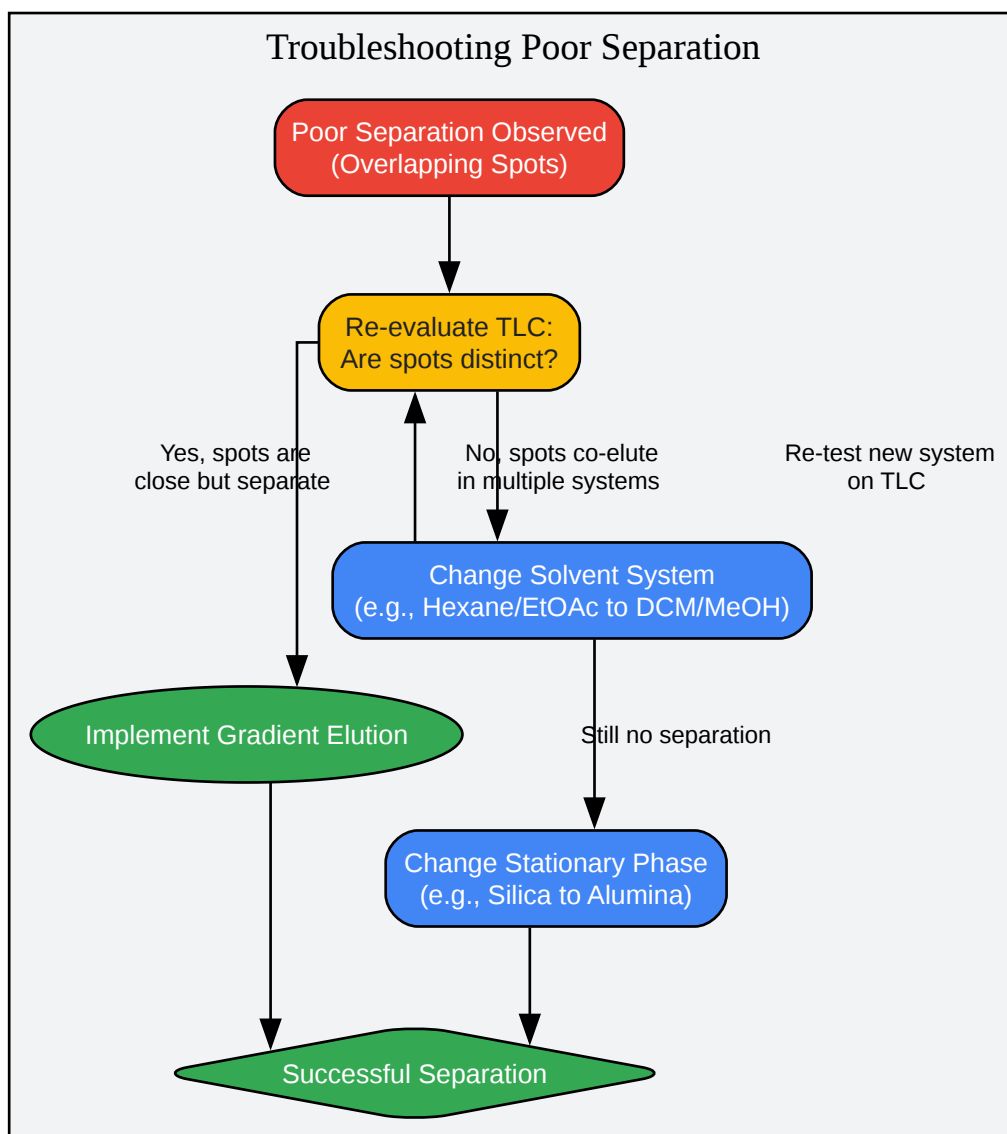 Troubleshooting Poor Separation
Poor Separation Observed
(Overlapping Spots)
Re-evaluate TLC:
Are spots distinct?
Yes, spots are
close but separate
No, spots co-elute
in multiple systems
Re-test new system
on TLC
Change Solvent System
(e.g., Hexane/EtOAc to DCM/MeOH)
Implement Gradient Elution
Still no separation
Change Stationary Phase
(e.g., Silica to Alumina)
Successful Separation